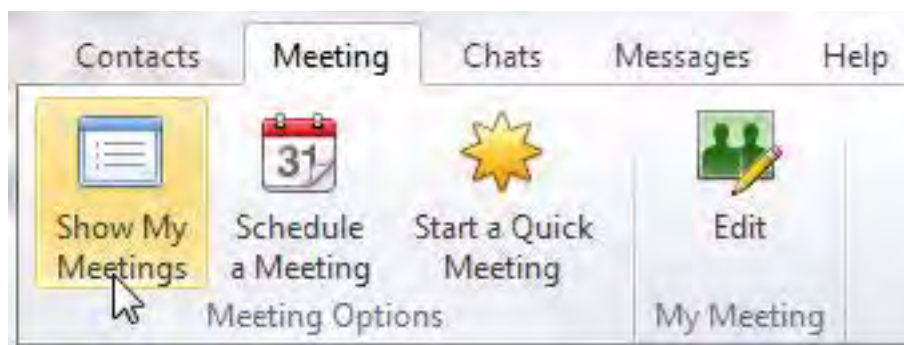 Contacts Meeting Chats Messages Help
31
Show My Schedule Start a Quick Edit
Meetings a Meeting Meeting
Meeting Options My Meeting